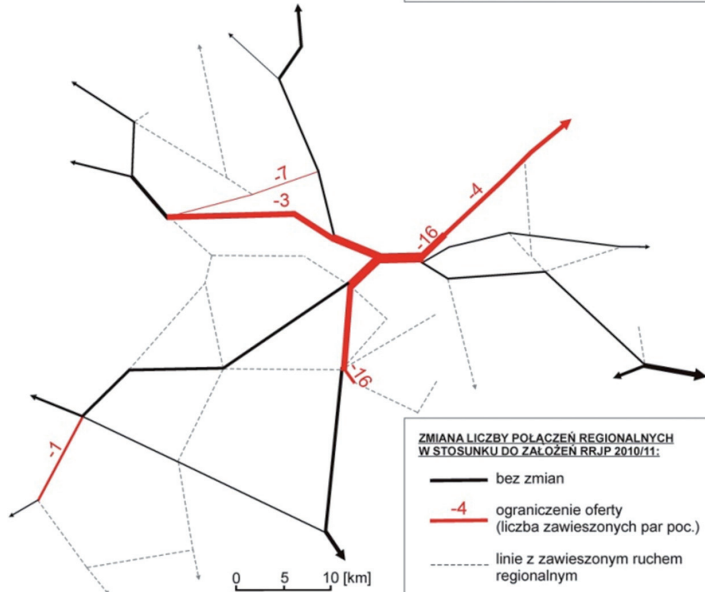 -7
-3
-4
-16
-16
-1
ZMIANA LICZBY POŁĄCZEŃ REGIONALNYCH
W STOSUNKU DO ZAŁOŻEŃ RRJP 2010/11:
bez zmian
-4
ograniczenie oferty
(liczba zawieszonych par poc.)
linie z zawieszonym ruchem
regionalnym
0 5 10 [km]